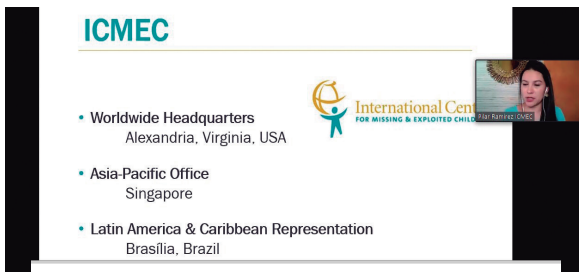 ICMEC
International Cent
FOR MISSING & EXPLOITED CHILD
Pilar Ramirez ICMEC
• Worldwide Headquarters
Alexandria, Virginia, USA
• Asia-Pacific Office
Singapore
• Latin America & Caribbean Representation
Brasília, Brazil